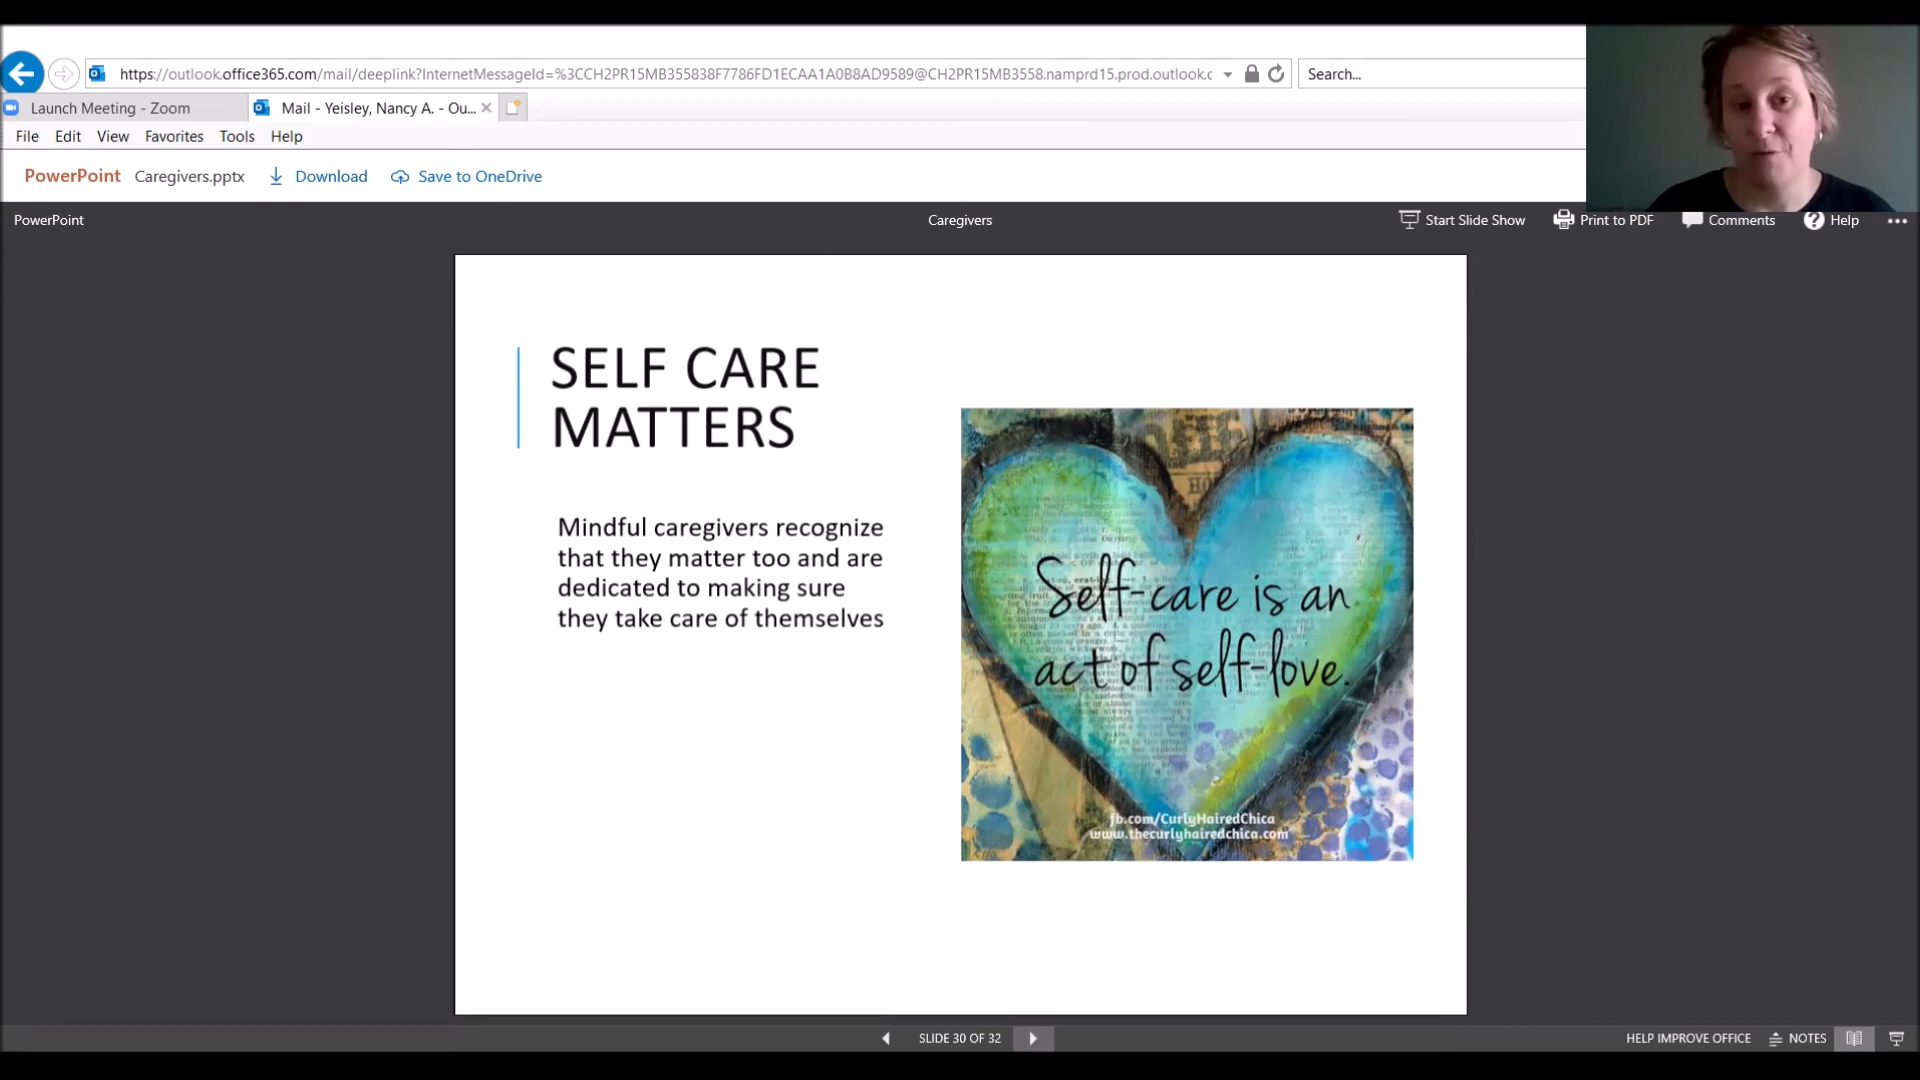 https://outlook.office365.com/mail/deeplink?InternetMessageId=%3CCH2PR15MB355838F7786FD1ECAA1A0B8AD9589@CH2PR15MB3558.namprd15.prod.outlook.c
Search...
Launch Meeting - Zoom
Mail - Yeisley, Nancy A. - Ou...
File Edit View Favorites Tools Help
PowerPoint Caregivers.pptx Download Save to OneDrive
PowerPoint
Caregivers
Start Slide Show Print to PDF Comments Help
SELF CARE
MATTERS
Mindful caregivers recognize
that they matter too and are
dedicated to making sure
they take care of themselves
Self-care is an
act of self-love.
fb.com/CurlyHairedChica
www.thecurlyhairedchica.com
SLIDE 30 OF 32
HELP IMPROVE OFFICE NOTES